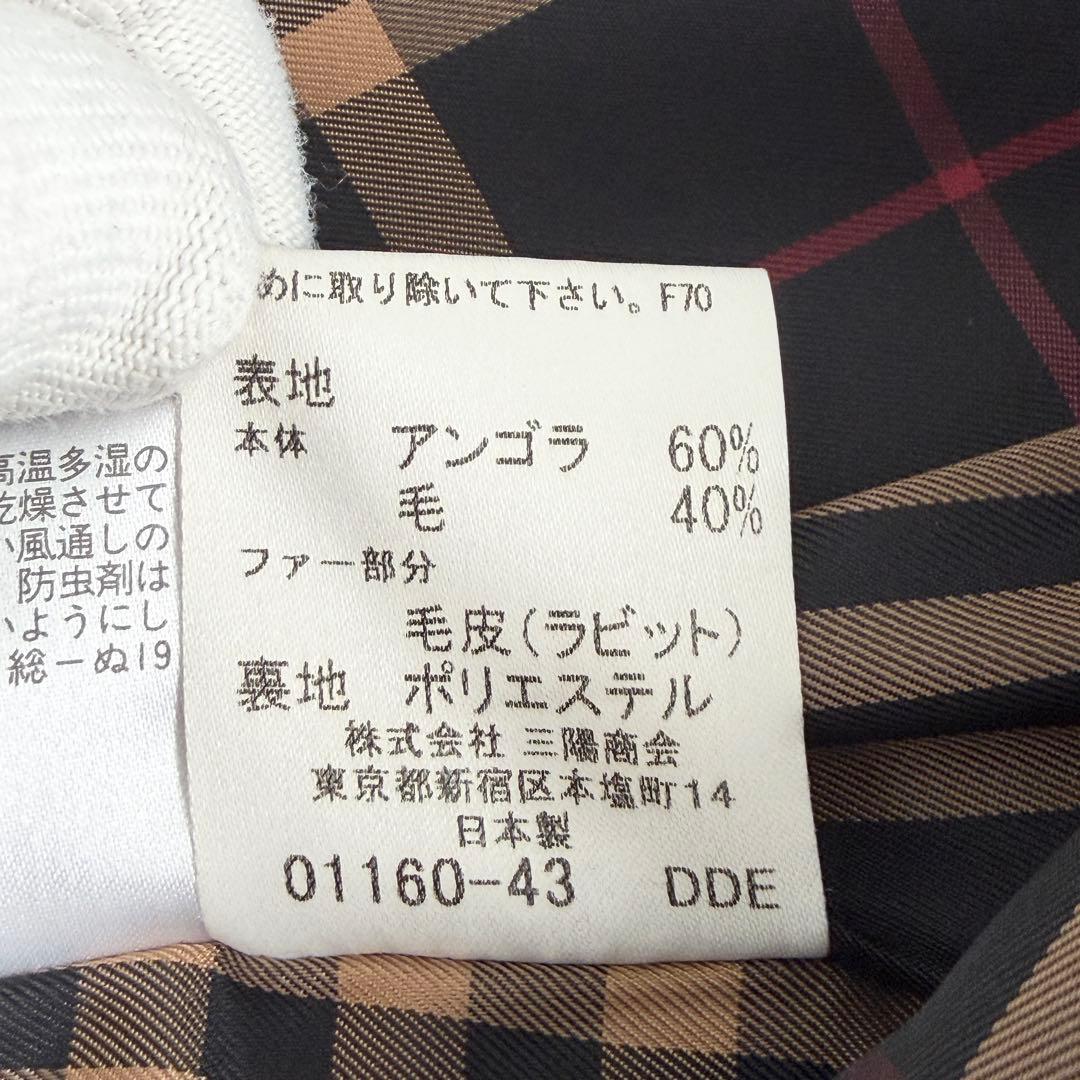 めに取り除いて下さい。F70
表地
本体 アンゴラ 60%
毛 40%
ファー部分
毛皮(ラビット)
裏地 ポリエステル
株式会社 三陽商会
東京都新宿区本塩町14
日本製
01160-43 DDE
高温多湿の
乾燥させて
い風通しの
防虫剤は
いようにし
総一ぬ19